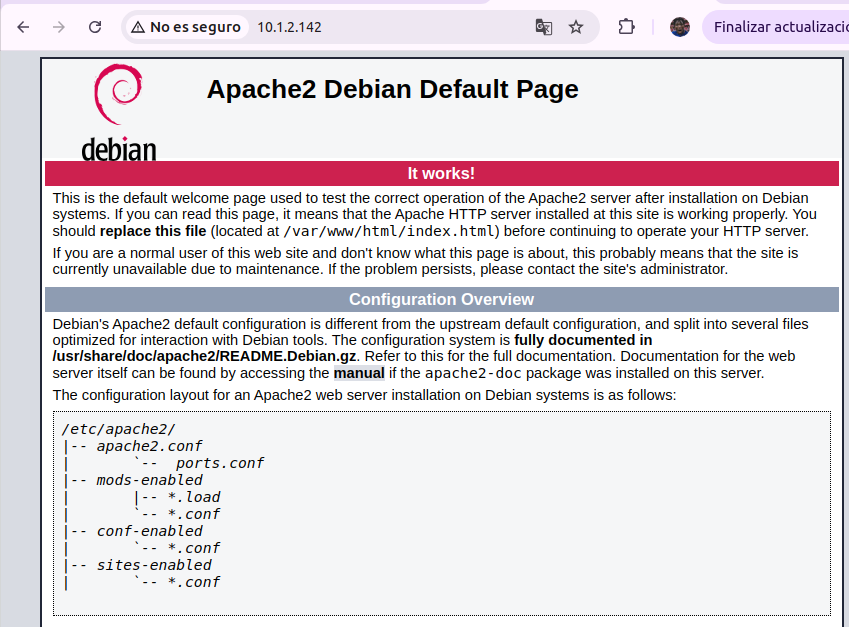 No es seguro 10.1.2.142
Finalizar actualizació
Apache2 Debian Default Page
debian
It works!
This is the default welcome page used to test the correct operation of the Apache2 server after installation on Debian
systems. If you can read this page, it means that the Apache HTTP server installed at this site is working properly. You
should replace this file (located at /var/www/html/index.html) before continuing to operate your HTTP server.
If you are a normal user of this web site and don't know what this page is about, this probably means that the site is
currently unavailable due to maintenance. If the problem persists, please contact the site's administrator.
Configuration Overview
Debian's Apache2 default configuration is different from the upstream default configuration, and split into several files
optimized for interaction with Debian tools. The configuration system is fully documented in
/usr/share/doc/apache2/README.Debian.gz. Refer to this for the full documentation. Documentation for the web
server itself can be found by accessing the manual if the apache2-doc package was installed on this server.
The configuration layout for an Apache2 web server installation on Debian systems is as follows:
/etc/apache2/
|-- apache2.conf
|       `--  ports.conf
|-- mods-enabled
|       |-- *.load
|       `-- *.conf
|-- conf-enabled
|       `-- *.conf
|-- sites-enabled
|       `-- *.conf